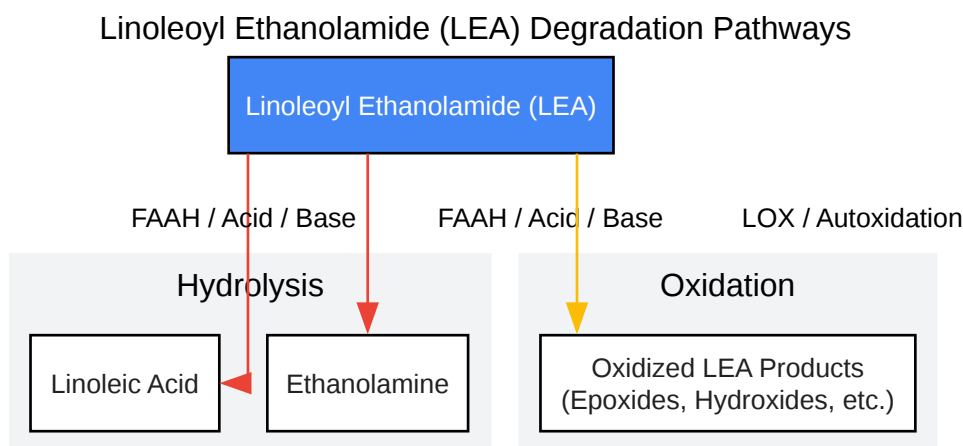 Linoleoyl Ethanolamide (LEA) Degradation Pathways
Linoleoyl Ethanolamide (LEA)
FAAH / Acid / Base
FAAH / Acid / Base
LOX / Autoxidation
Hydrolysis
Oxidation
Linoleic Acid
Ethanolamine
Oxidized LEA Products
(Epoxides, Hydroxides, etc.)